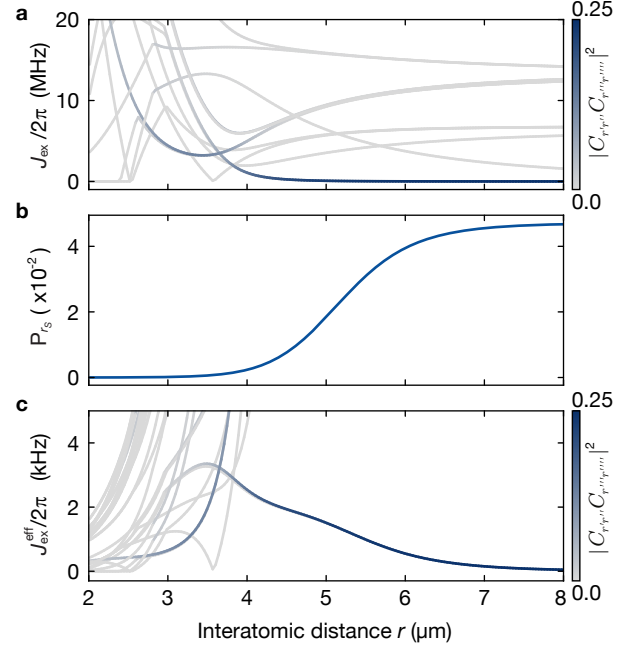 a
20
10
0
J_ex/2π (MHz)
0.25
0.0
|C_r'r''C_r'''r''''|²
b
4
2
0
P_rS (x10⁻²)
c
4
2
0
J_ex^eff/2π (kHz)
0.25
0.0
|C_r'r''C_r'''r''''|²
2 3 4 5 6 7 8
Interatomic distance r (μm)